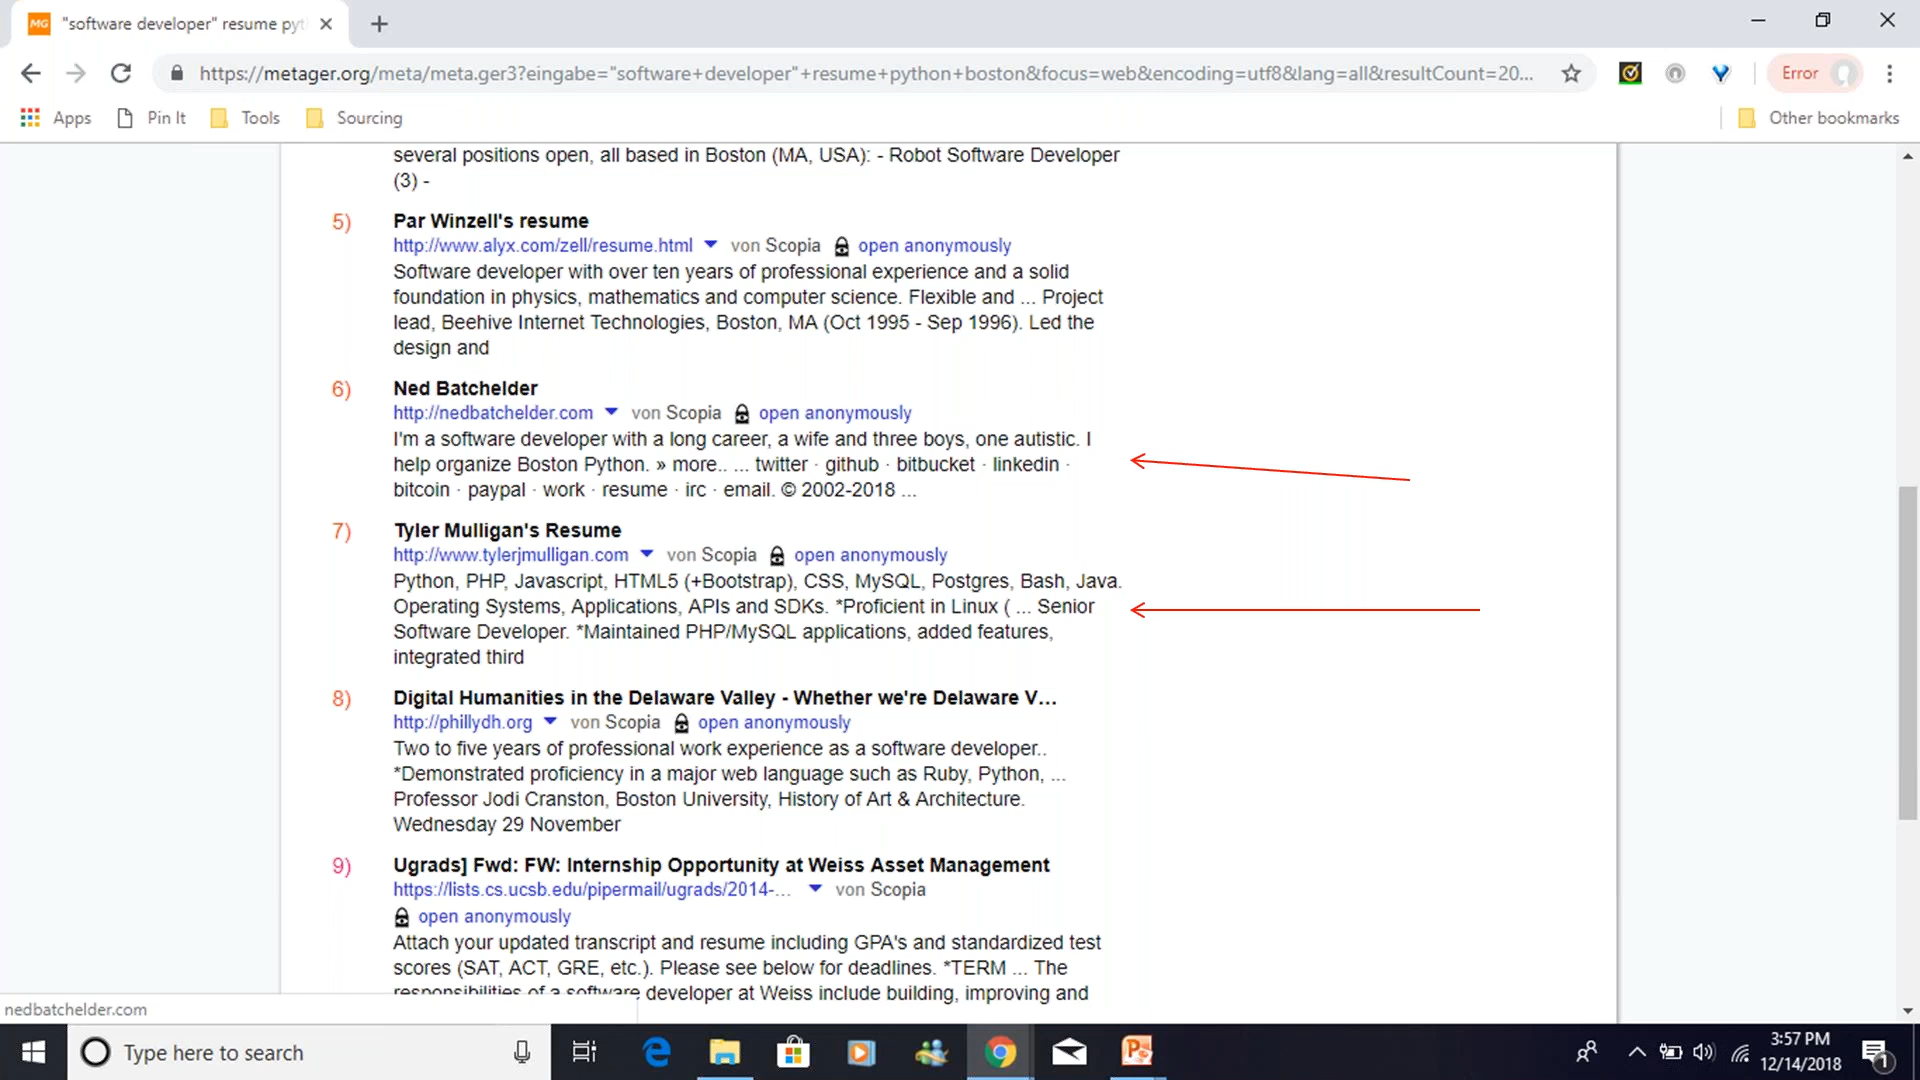 MG "software developer" resume pyt
https://metager.org/meta/meta.ger3?eingabe="software+developer"+resume+python+boston&focus=web&encoding=utf8&lang=all&resultCount=20...
Error
Apps Pin It Tools Sourcing Other bookmarks
several positions open, all based in Boston (MA, USA): - Robot Software Developer
(3) -
5) Par Winzell's resume
http://www.alyx.com/zell/resume.html von Scopia open anonymously
Software developer with over ten years of professional experience and a solid
foundation in physics, mathematics and computer science. Flexible and ... Project
lead, Beehive Internet Technologies, Boston, MA (Oct 1995 - Sep 1996). Led the
design and
6) Ned Batchelder
http://nedbatchelder.com von Scopia open anonymously
I'm a software developer with a long career, a wife and three boys, one autistic. I
help organize Boston Python. » more.. ... twitter · github · bitbucket · linkedin ·
bitcoin · paypal · work · resume · irc · email. © 2002-2018 ...
7) Tyler Mulligan's Resume
http://www.tylerjmulligan.com von Scopia open anonymously
Python, PHP, Javascript, HTML5 (+Bootstrap), CSS, MySQL, Postgres, Bash, Java.
Operating Systems, Applications, APIs and SDKs. *Proficient in Linux ( ... Senior
Software Developer. *Maintained PHP/MySQL applications, added features,
integrated third
8) Digital Humanities in the Delaware Valley - Whether we're Delaware V...
http://phillydh.org von Scopia open anonymously
Two to five years of professional work experience as a software developer..
*Demonstrated proficiency in a major web language such as Ruby, Python, ...
Professor Jodi Cranston, Boston University, History of Art & Architecture.
Wednesday 29 November
9) Ugrads] Fwd: FW: Internship Opportunity at Weiss Asset Management
https://lists.cs.ucsb.edu/pipermail/ugrads/2014-... von Scopia
open anonymously
Attach your updated transcript and resume including GPA's and standardized test
scores (SAT, ACT, GRE, etc.). Please see below for deadlines. *TERM ... The
responsibilities of a software developer at Weiss include building, improving and
nedbatchelder.com
Type here to search
3:57 PM
12/14/2018
1